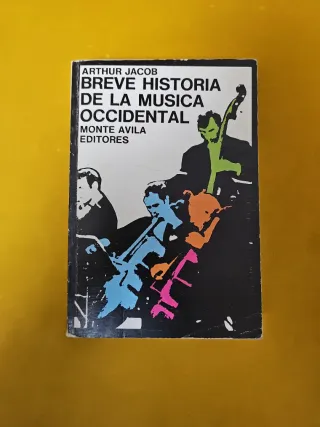 ARTHUR JACOB
BREVE HISTORIA
DE LA MUSICA
OCCIDENTAL
MONTE AVILA
EDITORES